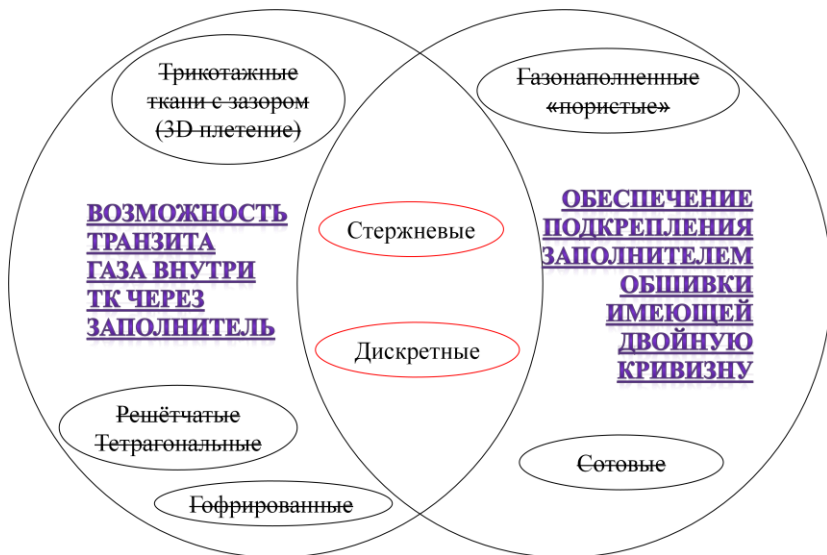 Трикотажные
ткани с зазором
(3D плетение)
Газонаполненные
«пористые»
ВОЗМОЖНОСТЬ
ТРАНЗИТА
ГАЗА ВНУТРИ
ТК ЧЕРЕЗ
ЗАПОЛНИТЕЛЬ
Стержневые
Дискретные
ОБЕСПЕЧЕНИЕ
ПОДКРЕПЛЕНИЯ
ЗАПОЛНИТЕЛЕМ
ОБШИВКИ
ИМЕЮЩЕЙ
ДВОЙНУЮ
КРИВИЗНУ
Решётчатые
Тетрагональные
Гофрированные
Сотовые